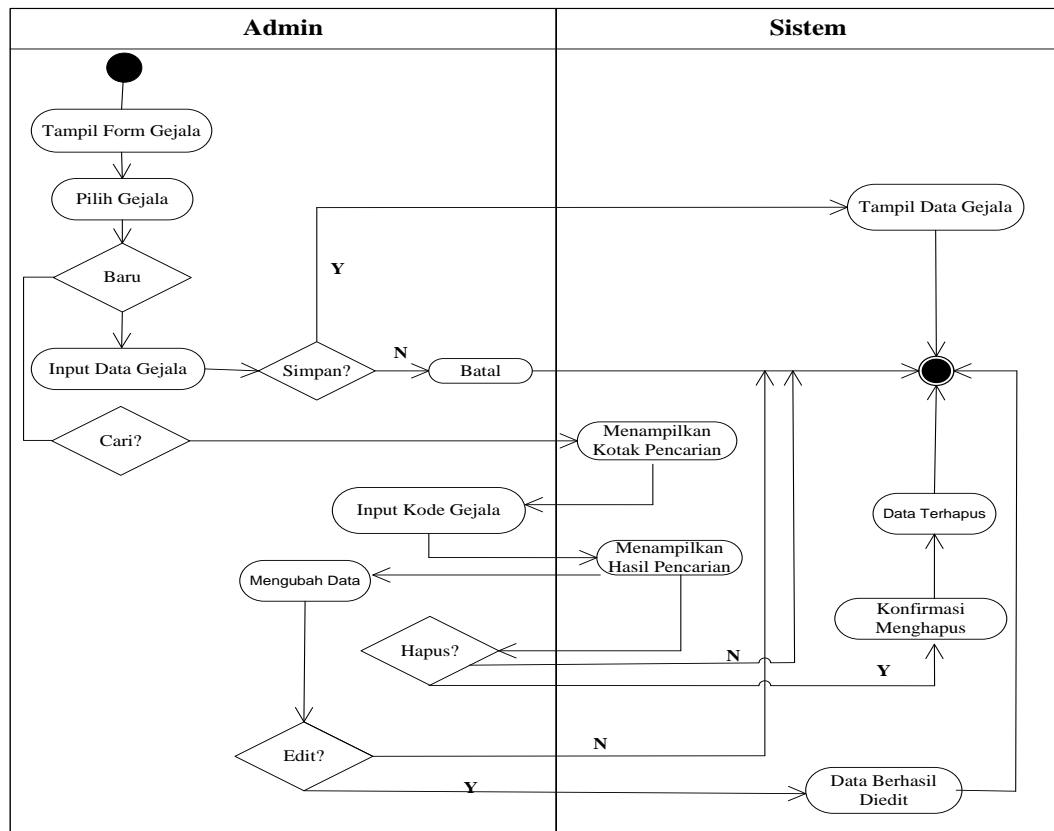 Admin
Sistem
Tampil Form Gejala
Pilih Gejala
Tampil Data Gejala
Y
Baru
Input Data Gejala
Simpan?
N
Batal
Cari?
Menampilkan
Kotak Pencarian
Input Kode Gejala
Data Terhapus
Menampilkan
Hasil Pencarian
Mengubah Data
Konfirmasi
Menghapus
Hapus?
N
Y
Edit?
N
Y
Data Berhasil
Diedit